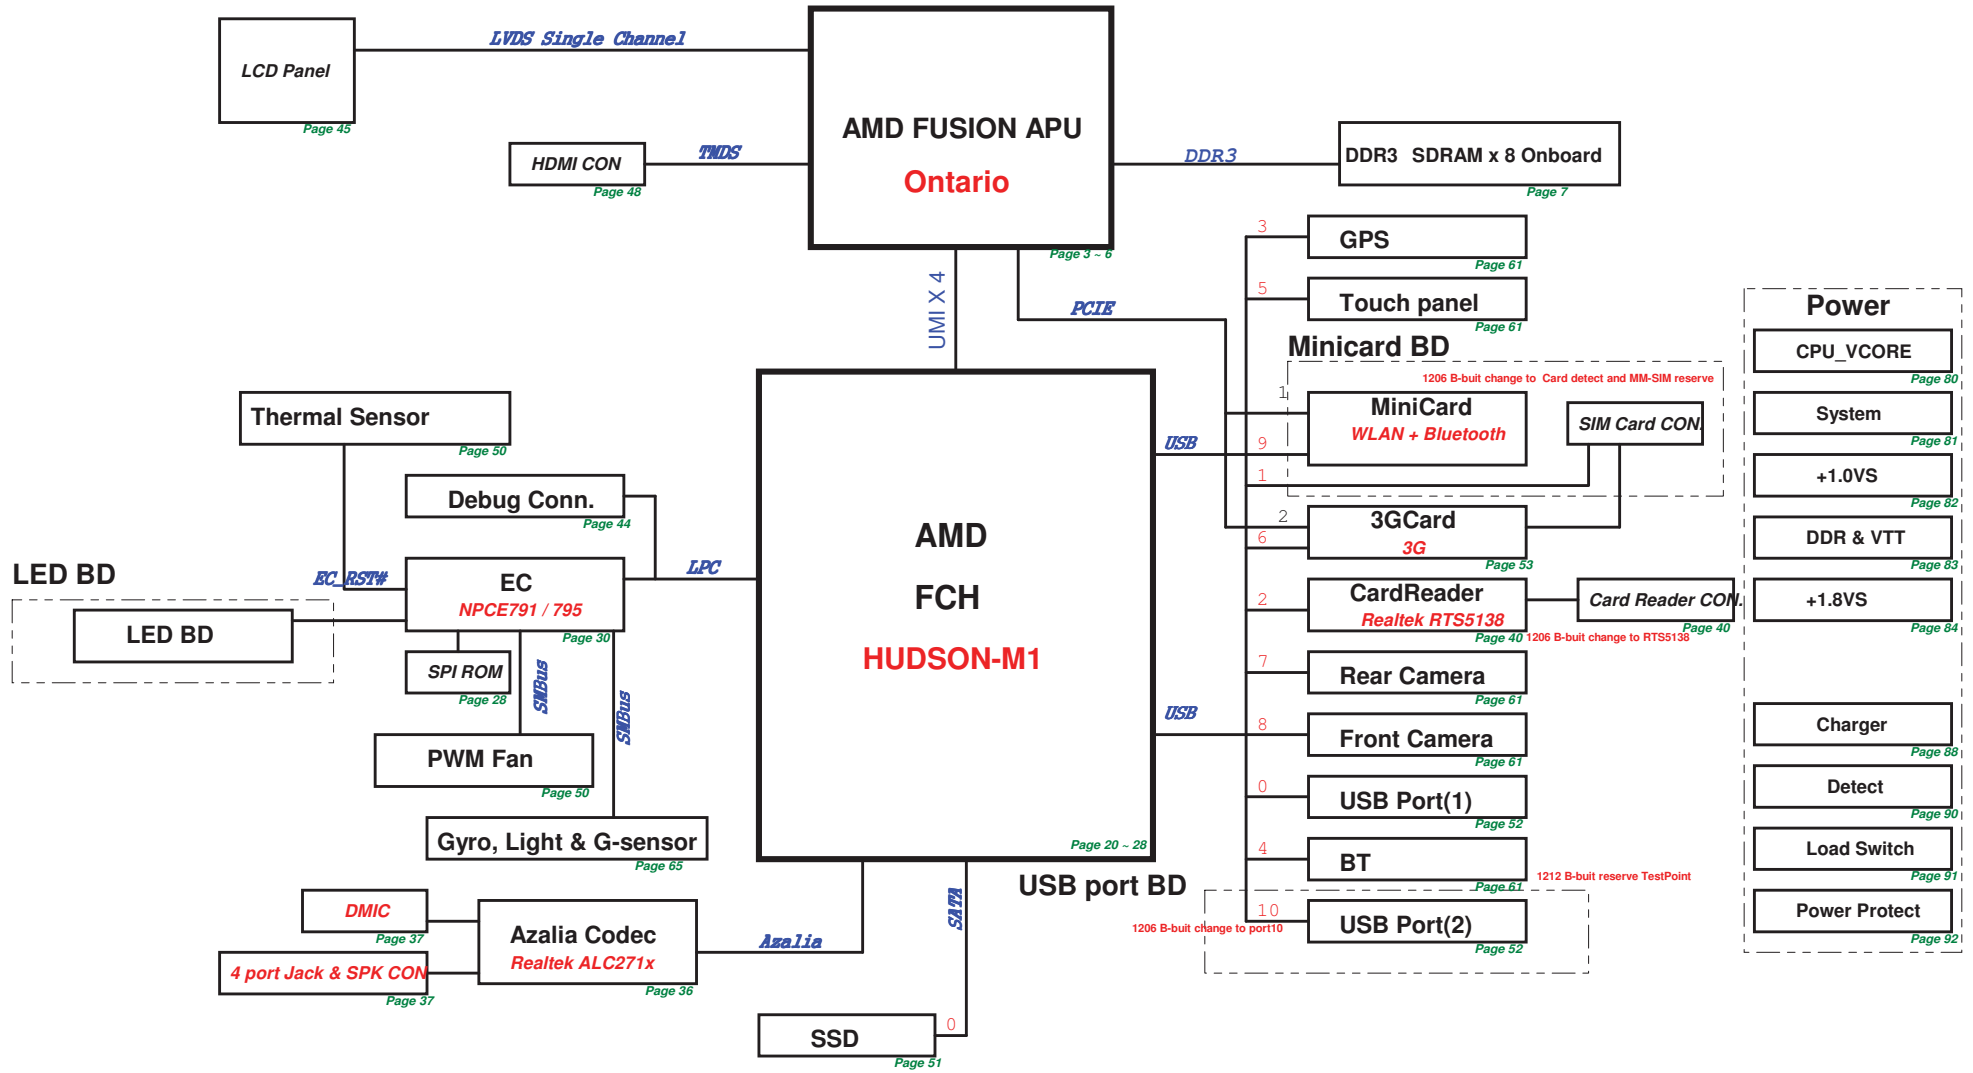 LVDS Single Channel
LCD Panel
Page 45
AMD FUSION APU
Ontario
Page 3 ~ 6
TMDS
HDMI CON
Page 48
DDR3
DDR3 SDRAM x 8 Onboard
Page 7
UMI X 4
PCIE
3
GPS
Page 61
5
Touch panel
Page 61
Minicard BD
1206 B-buit change to Card detect and MM-SIM reserve
1
MiniCard
WLAN + Bluetooth
SIM Card CON.
USB
9
1
2
3GCard
6
3G
Page 53
2
CardReader
Realtek RTS5138
Page 40
1206 B-buit change to RTS5138
Card Reader CON.
Page 40
7
Rear Camera
Page 61
USB
8
Front Camera
Page 61
0
USB Port(1)
Page 52
4
BT
Page 61
1212 B-buit reserve TestPoint
USB port BD
10
USB Port(2)
1206 B-buit change to port10
Page 52
Power
CPU_VCORE
Page 80
System
Page 81
+1.0VS
Page 82
DDR & VTT
Page 83
+1.8VS
Page 84
Charger
Page 88
Detect
Page 90
Load Switch
Page 91
Power Protect
Page 92
AMD
FCH
HUDSON-M1
Page 20 ~ 28
Thermal Sensor
Page 50
Debug Conn.
Page 44
LPC
EC_RST#
EC
NPCE791 / 795
Page 30
LED BD
LED BD
SPI ROM
Page 28
SMBus
SMBus
PWM Fan
Page 50
Gyro, Light & G-sensor
Page 65
DMIC
Page 37
4 port Jack & SPK CON
Page 37
Azalia Codec
Realtek ALC271x
Page 36
Azalia
SATA
0
SSD
Page 51